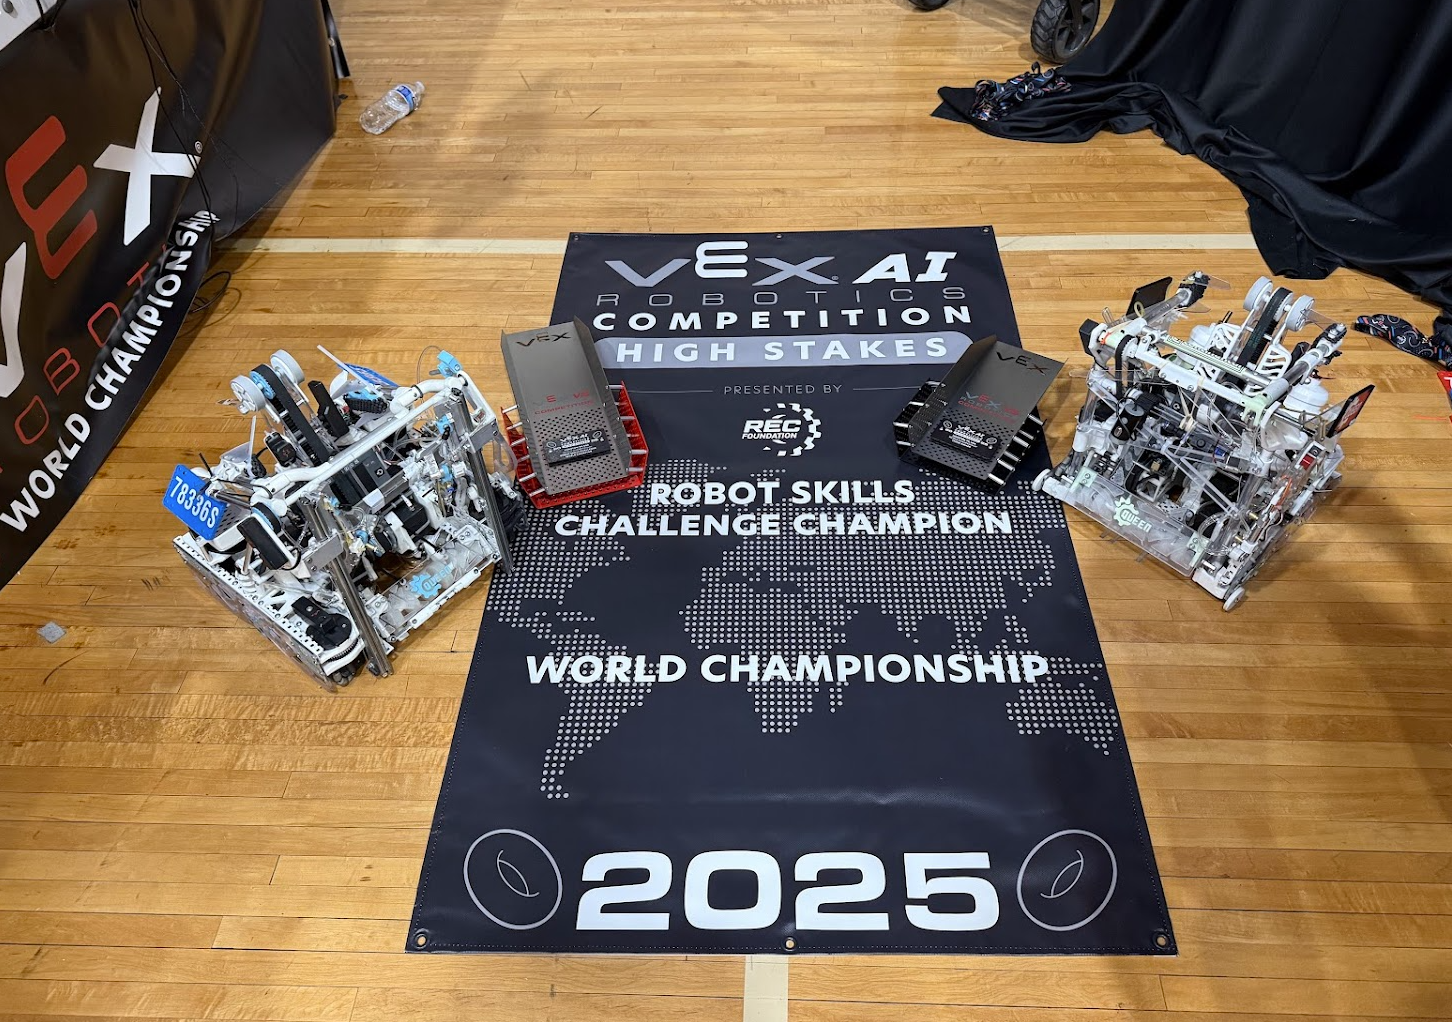 VEX
ROBOTICS
WORLD CHAMPIONSHIP
VEX AI
ROBOTICS
COMPETITION
HIGH STAKES
PRESENTED BY
REC
FOUNDATION
ROBOT SKILLS
CHALLENGE CHAMPION
WORLD CHAMPIONSHIP
2025
VEX
VEX
78336S
QUEEN